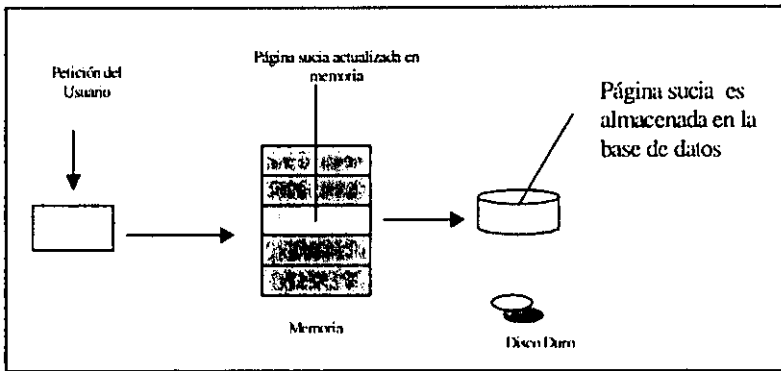 Petición del
Usuario
Página sucia actualizada en
memoria
Página sucia es
almacenada en la
base de datos
Memoria
Disco Duro